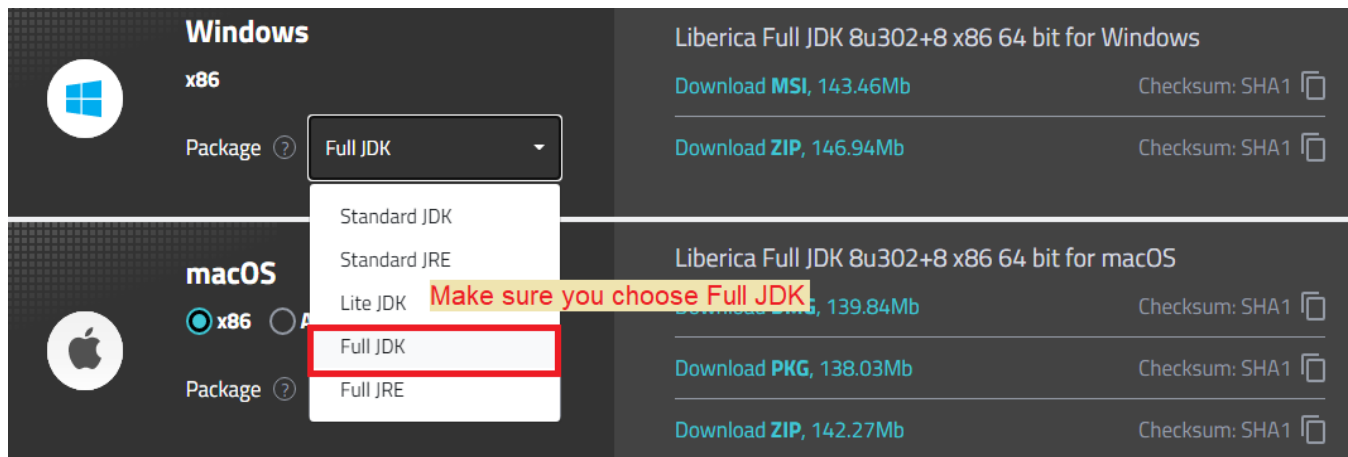 Windows
x86
Package ? Full JDK
Standard JDK
Standard JRE
Lite JDK
Full JDK
Full JRE
Liberica Full JDK 8u302+8 x86 64 bit for Windows
Download MSI, 143.46Mb Checksum: SHA1
Download ZIP, 146.94Mb Checksum: SHA1
macOS
x86 A
Package ?
Make sure you choose Full JDK
Liberica Full JDK 8u302+8 x86 64 bit for macOS
139.84Mb Checksum: SHA1
Download PKG, 138.03Mb Checksum: SHA1
Download ZIP, 142.27Mb Checksum: SHA1